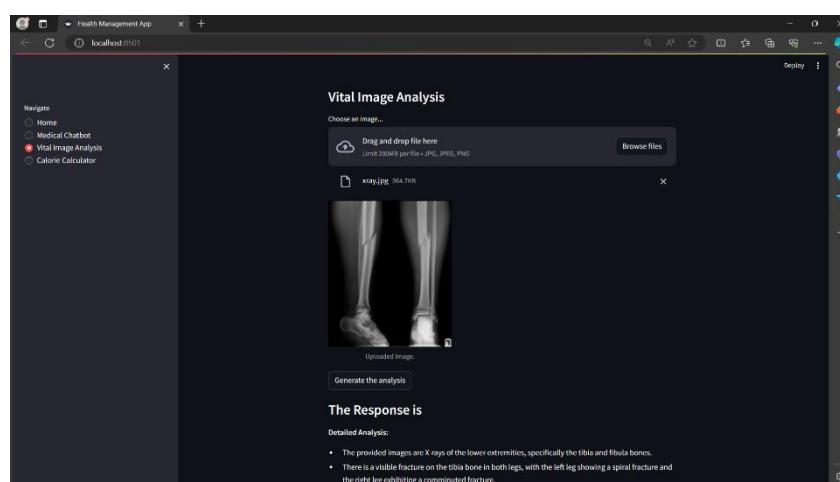 Health Management App
localhost:8501
Deploy
Navigate
Home
Medical Chatbot
Vital Image Analysis
Calorie Calculator
Vital Image Analysis
Choose an image...
Drag and drop file here
Limit 200MB per file • JPG, JPEG, PNG
Browse files
xray.jpg 364.7KB
Uploaded Image.
Generate the analysis
The Response is
Detailed Analysis:
• The provided images are X-rays of the lower extremities, specifically the tibia and fibula bones.
• There is a visible fracture on the tibia bone in both legs, with the left leg showing a spiral fracture and
the right leg exhibiting a comminuted fracture.